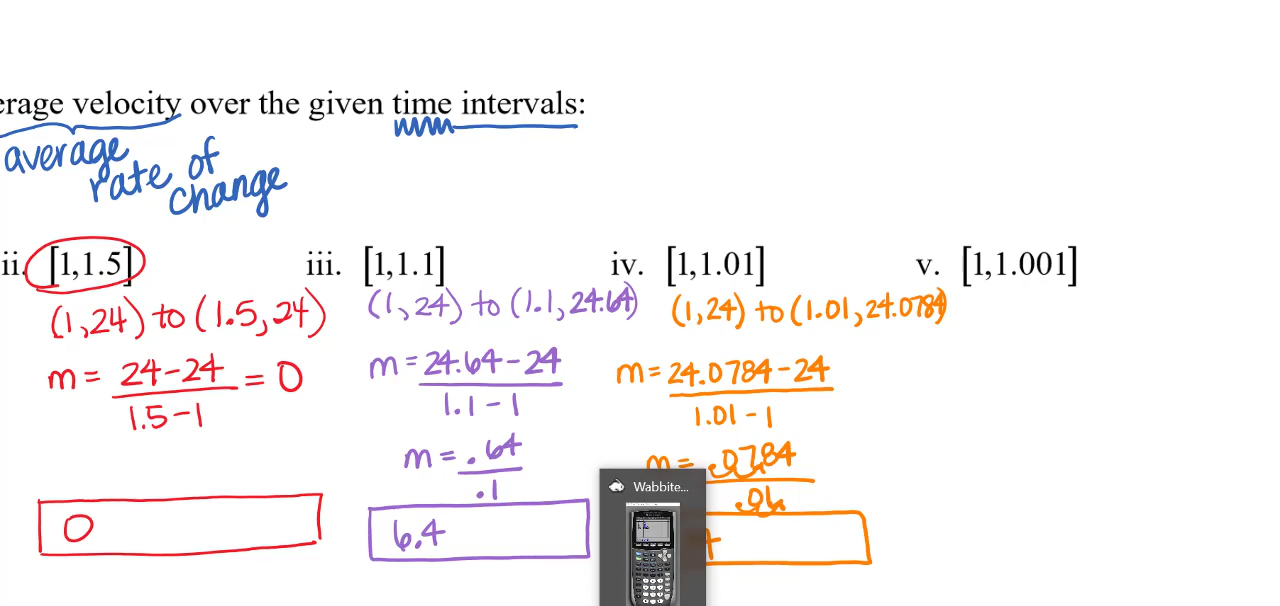 erage velocity over the given time intervals:
average
rate of
change
ii. [1,1.5]
(1,24) to (1.5,24)
m = 24-24 / 1.5-1 = 0
0
iii. [1,1.1]
(1,24) to (1.1,24.64)
m = 24.64-24 / 1.1-1
m = .64 / .1
6.4
iv. [1,1.01]
(1,24) to (1.01,24.0784)
m = 24.0784-24 / 1.01-1
m = .0784
Wabbite...
v. [1,1.001]